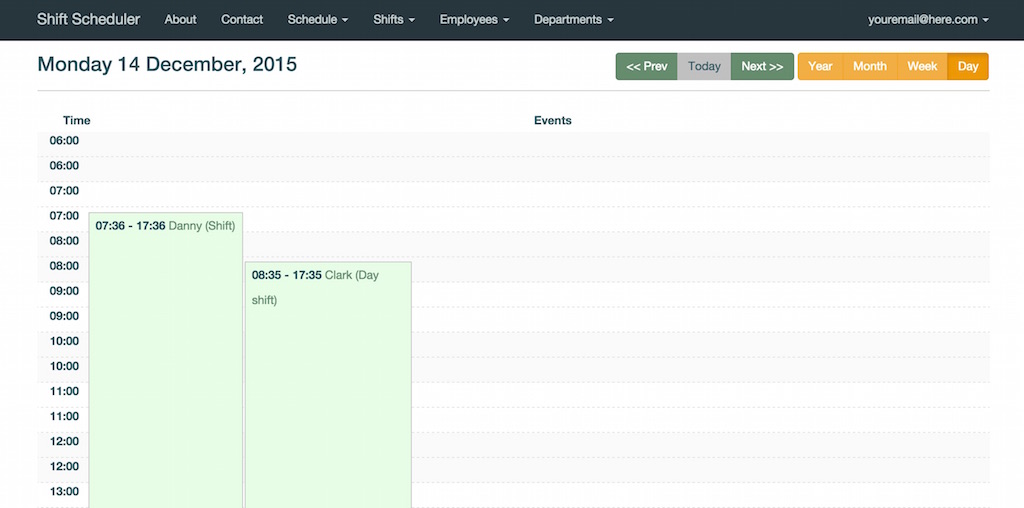 Shift Scheduler About Contact Schedule Shifts Employees Departments youremail@here.com
Monday 14 December, 2015 << Prev Today Next >> Year Month Week Day
Time Events
06:00
06:00
07:00
07:00
07:36 - 17:36 Danny (Shift)
08:00
08:00
08:35 - 17:35 Clark (Day
shift)
09:00
09:00
10:00
10:00
11:00
11:00
12:00
12:00
13:00